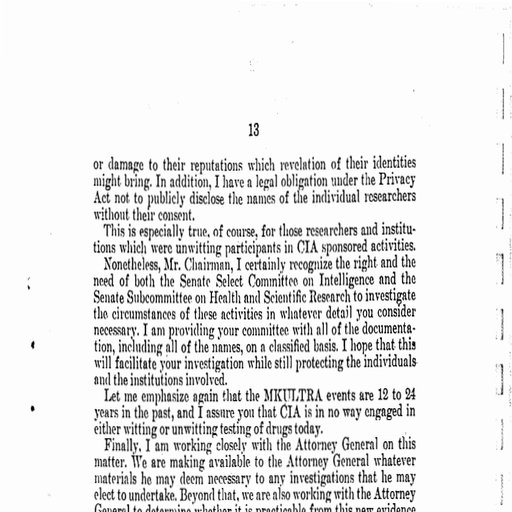 13
or damage to their reputations which revelation of their identities
might bring. In addition, I have a legal obligation under the Privacy
Act not to publicly disclose the names of the individual researchers
without their consent.
This is especially true, of course, for those researchers and institu-
tions which were unwitting participants in CIA sponsored activities.
Nonetheless, Mr. Chairman, I certainly recognize the right and the
need of both the Senate Select Committee on Intelligence and the
Senate Subcommittee on Health and Scientific Research to investigate
the circumstances of these activities in whatever detail you consider
necessary. I am providing your committee with all of the documenta-
tion, including all of the names, on a classified basis. I hope that this
will facilitate your investigation while still protecting the individuals
and the institutions involved.
Let me emphasize again that the MKULTRA events are 12 to 24
years in the past, and I assure you that CIA is in no way engaged in
either witting or unwitting testing of drugs today.
Finally, I am working closely with the Attorney General on this
matter. We are making available to the Attorney General whatever
materials he may deem necessary to any investigations that he may
elect to undertake. Beyond that, we are also working with the Attorney
General to determine whether it is practicable from this new evidence